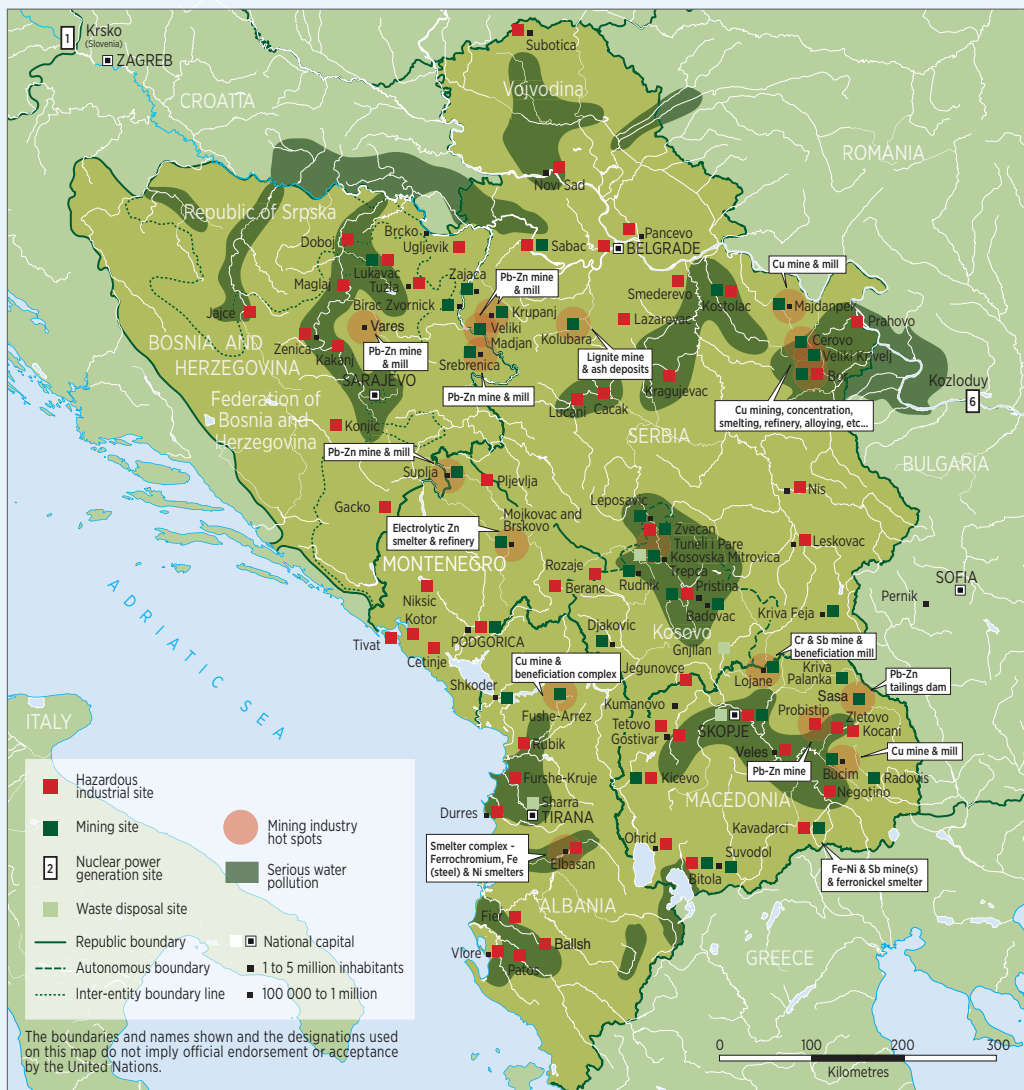 1
Krsko
(Slovenia)
ZAGREB
CROATIA
Subotica
Vojvodina
ROMANIA
Novi Sad
Republic of Srpska
Doboj
Brcko
Ugljevik
Sabac
Pancevo
BELGRADE
Cu mine & mill
Lukavac
Tuzla
Zajaca
Pb-Zn mine
& mill
Maglaj
Birac Zvornick
Krupanj
Smederevo
Kostolac
Majdanpek
Jajce
Vares
Veliki
Madjan
Kolubara
Lazarevac
Prahovo
Zenica
Kakanj
Pb-Zn mine
& mill
Srebrenica
Lignite mine
& ash deposits
Cerovo
Veliki Krivelj
Bor
BOSNIA AND
HERZEGOVINA
SARAJEVO
Pb-Zn mine & mill
Lucani
Cacak
Kragujevac
Kozloduy
6
Federation of
Bosnia and
Herzegovina
Konjic
Cu mining, concentration,
smelting, refinery, alloying, etc...
SERBIA
Pb-Zn mine & mill
BULGARIA
Suplja
Pljevlja
Nis
Gacko
Mojkovac and
Brskovo
Leposavic
Electrolytic Zn
smelter & refinery
Zvecan
Tuneli i Pare
Kosovska Mitrovica
Leskovac
MONTENEGRO
Rozaje
Trepca
Rudnik
SOFIA
Niksic
Berane
Pristina
Badovac
Pernik
Kotor
Kriva Feja
Tivat
PODGORICA
Djakovic
Kosovo
Cetinje
Gnjilan
ADRIATIC SEA
Cu mine &
beneficiation complex
Jegunovce
Cr & Sb mine &
beneficiation mill
Lojane
Kriva
Palanka
Pb-Zn
tailings dam
Shkoder
Fushe-Arrez
Kumanovo
Sasa
ITALY
Tetovo
Gostivar
SKOPJE
Probistip
Zletovo
Kocani
Rubik
Veles
Cu mine & mill
Pb-Zn mine
Bucim
Radovis
Furshe-Kruje
Kicevo
Negotino
MACEDONIA
Sharra
TIRANA
Durres
Kavadarci
Smelter complex -
Ferrochromium, Fe
(steel) & Ni smelters
Elbasan
Ohrid
Suvodol
Bitola
Fe-Ni & Sb mine(s)
& ferronickel smelter
Fier
ALBANIA
Ballsh
Vlore
Patos
GREECE
Hazardous
industrial site
Mining site
2
Nuclear power
generation site
Waste disposal site
Republic boundary
Autonomous boundary
Inter-entity boundary line
Mining industry
hot spots
Serious water
pollution
National capital
1 to 5 million inhabitants
100 000 to 1 million
The boundaries and names shown and the designations used
on this map do not imply official endorsement or acceptance
by the United Nations.
0 100 200 300
Kilometres